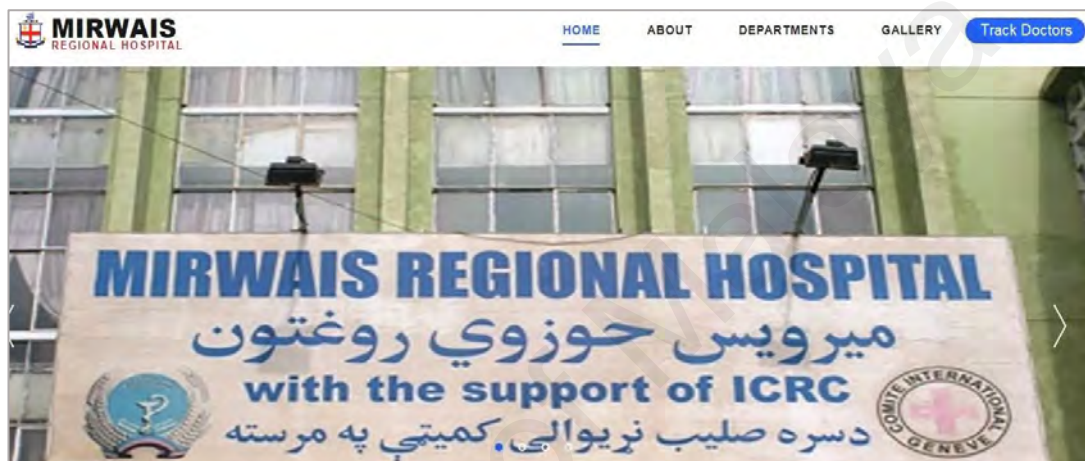 MIRWAIS
REGIONAL HOSPITAL
HOME ABOUT DEPARTMENTS GALLERY Track Doctors
MIRWAIS REGIONAL HOSPITAL
میرویس حوزوي روغتون
with the support of ICRC
دسره صلیب نړیوالې کمیټې په مرسته
COMITE INTERNATIONAL GENEVE